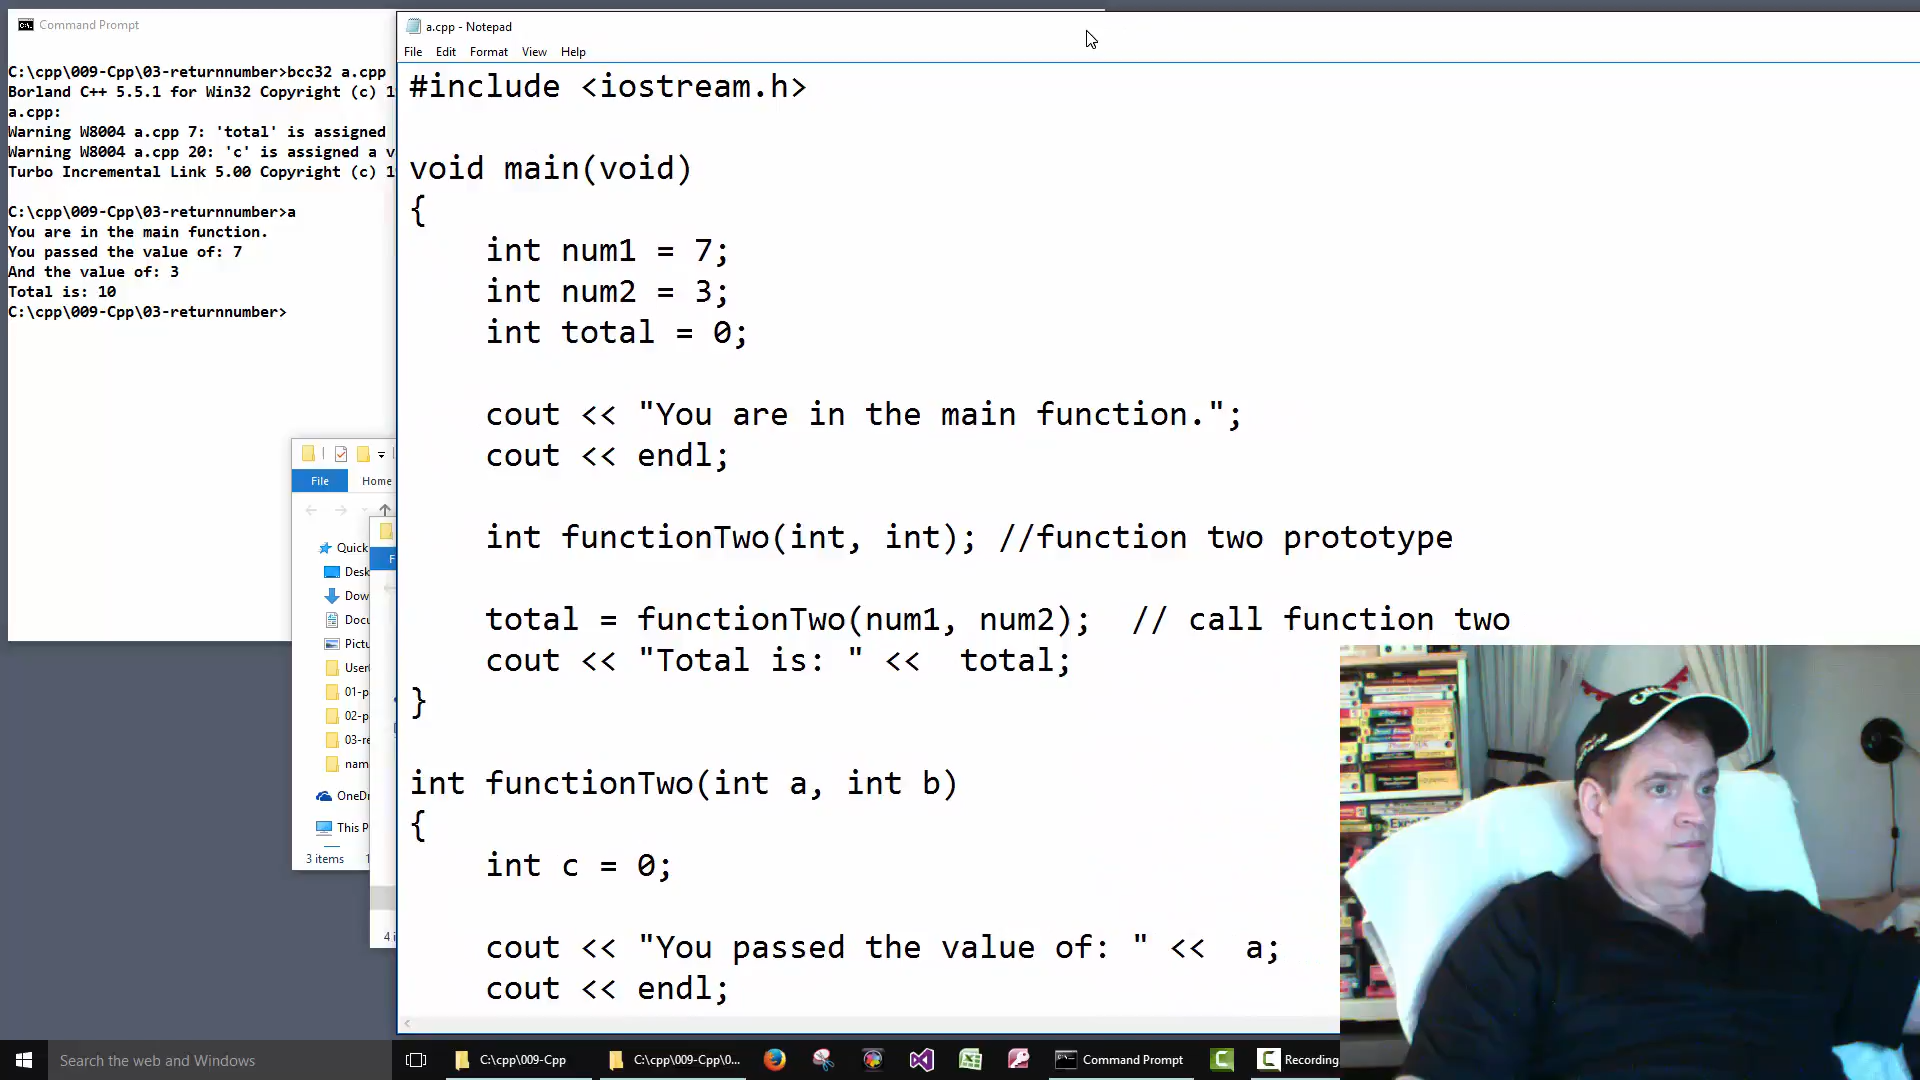 Command Prompt
C:\cpp\009-Cpp\03-returnnumber>bcc32 a.cpp
Borland C++ 5.5.1 for Win32 Copyright (c) 1
a.cpp:
Warning W8004 a.cpp 7: 'total' is assigned
Warning W8004 a.cpp 20: 'c' is assigned a v
Turbo Incremental Link 5.00 Copyright (c) 1
C:\cpp\009-Cpp\03-returnnumber>a
You are in the main function.
You passed the value of: 7
And the value of: 3
Total is: 10
C:\cpp\009-Cpp\03-returnnumber>
File
Home
Quick
Desk
Dow
Docu
Pictu
User
01-p
02-p
03-re
nam
OneDr
This P
3 items
4 i
a.cpp - Notepad
File Edit Format View Help
#include <iostream.h>
void main(void)
{
int num1 = 7;
int num2 = 3;
int total = 0;
cout << "You are in the main function.";
cout << endl;
int functionTwo(int, int); //function two prototype
total = functionTwo(num1, num2); // call function two
cout << "Total is: " << total;
}
int functionTwo(int a, int b)
{
int c = 0;
cout << "You passed the value of: " << a;
cout << endl;
Search the web and Windows
C:\cpp\009-Cpp
C:\cpp\009-Cpp\0...
Command Prompt
Recording